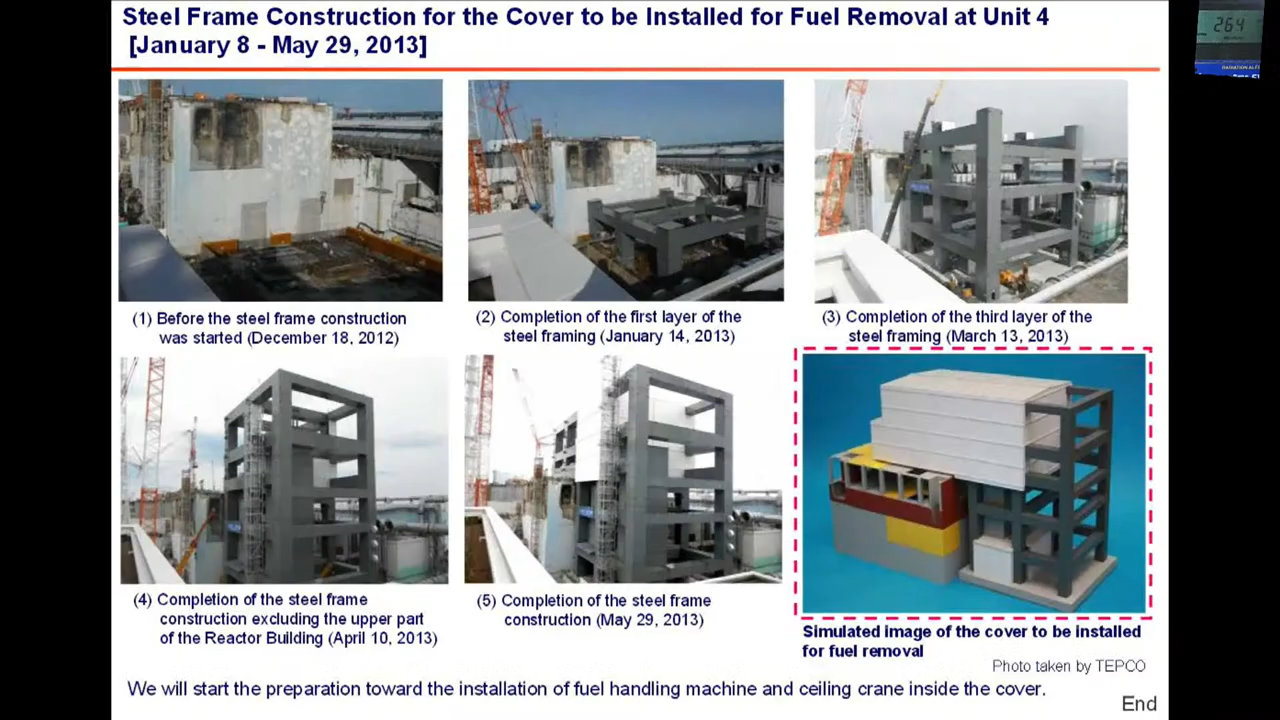 Steel Frame Construction for the Cover to be Installed for Fuel Removal at Unit 4
[January 8 - May 29, 2013]
264
RADIATION ALERT
(1) Before the steel frame construction
was started (December 18, 2012)
(2) Completion of the first layer of the
steel framing (January 14, 2013)
(3) Completion of the third layer of the
steel framing (March 13, 2013)
(4) Completion of the steel frame
construction excluding the upper part
of the Reactor Building (April 10, 2013)
(5) Completion of the steel frame
construction (May 29, 2013)
Simulated image of the cover to be installed
for fuel removal
Photo taken by TEPCO
We will start the preparation toward the installation of fuel handling machine and ceiling crane inside the cover.
End